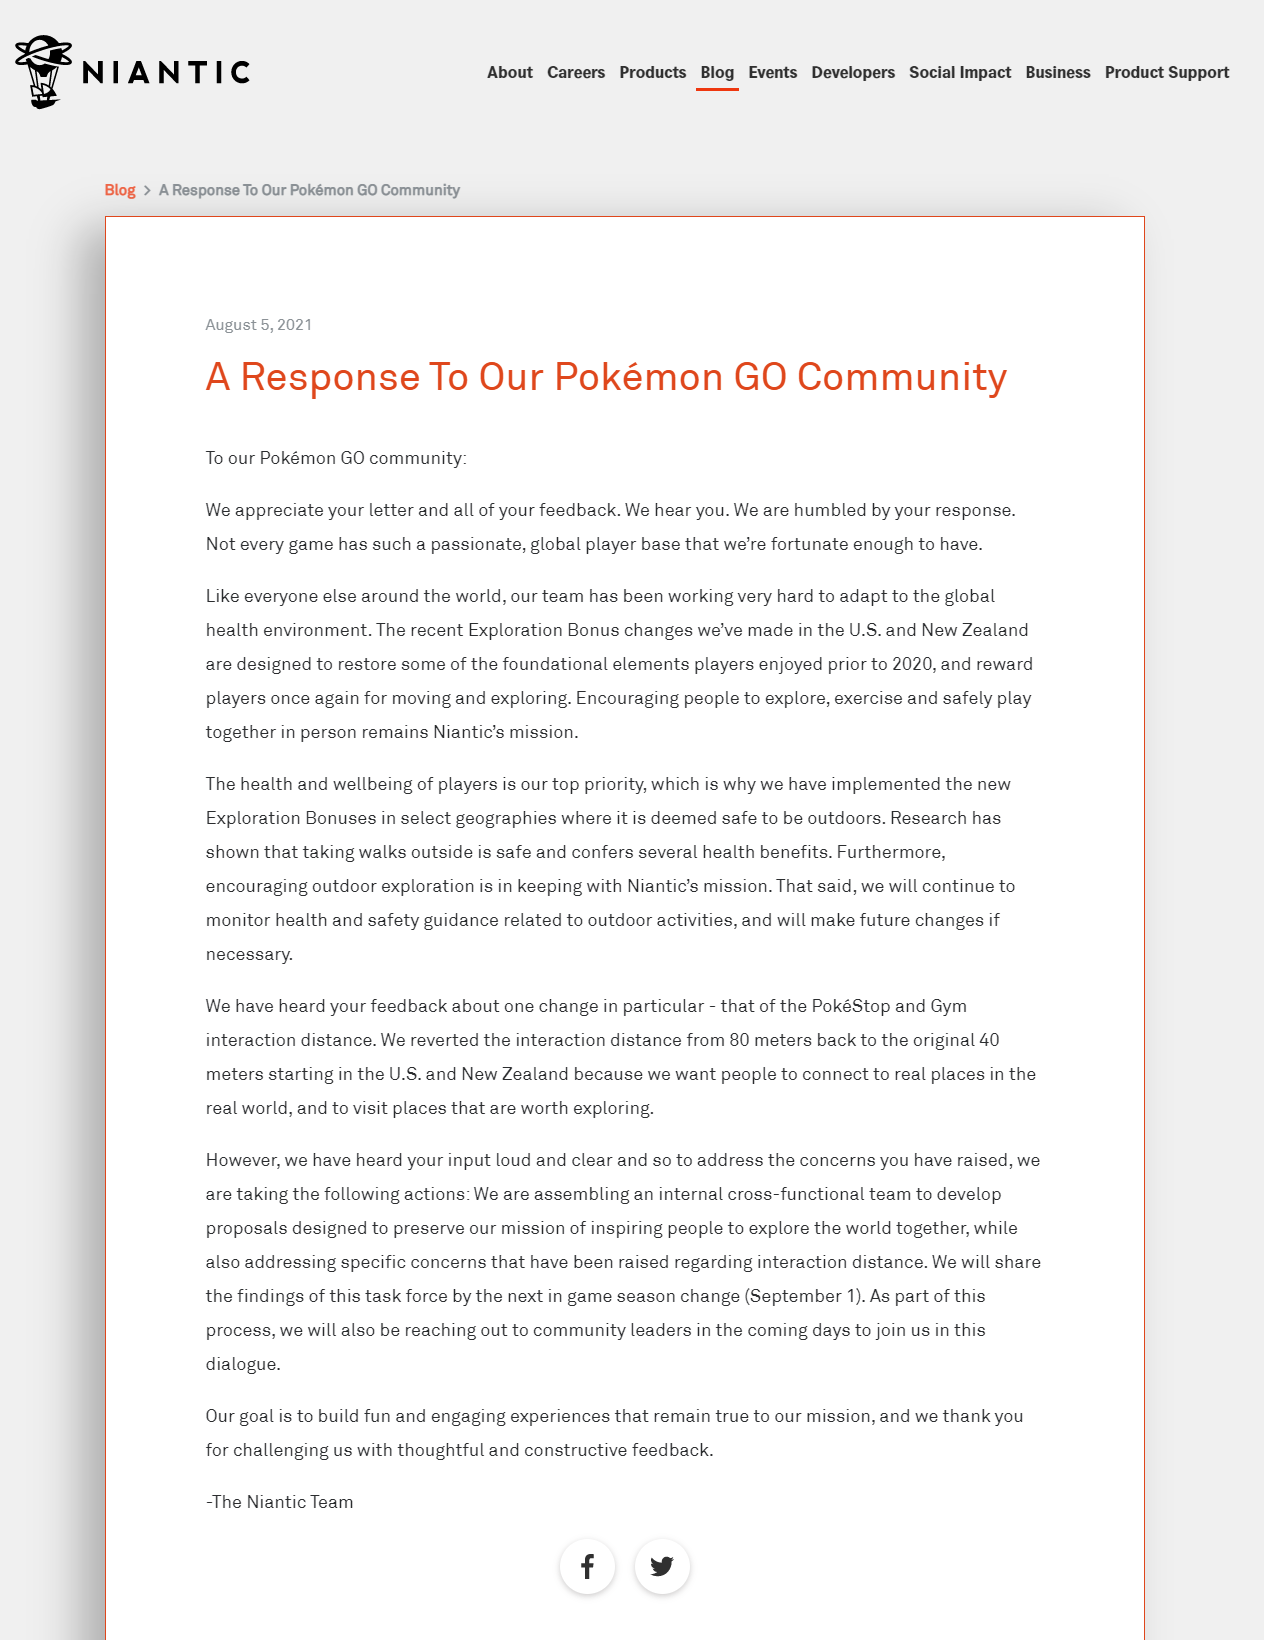 NIANTIC
About Careers Products Blog Events Developers Social Impact Business Product Support
Blog > A Response To Our Pokémon GO Community
August 5, 2021
A Response To Our Pokémon GO Community
To our Pokémon GO community:
We appreciate your letter and all of your feedback. We hear you. We are humbled by your response.
Not every game has such a passionate, global player base that we’re fortunate enough to have.
Like everyone else around the world, our team has been working very hard to adapt to the global
health environment. The recent Exploration Bonus changes we’ve made in the U.S. and New Zealand
are designed to restore some of the foundational elements players enjoyed prior to 2020, and reward
players once again for moving and exploring. Encouraging people to explore, exercise and safely play
together in person remains Niantic’s mission.
The health and wellbeing of players is our top priority, which is why we have implemented the new
Exploration Bonuses in select geographies where it is deemed safe to be outdoors. Research has
shown that taking walks outside is safe and confers several health benefits. Furthermore,
encouraging outdoor exploration is in keeping with Niantic’s mission. That said, we will continue to
monitor health and safety guidance related to outdoor activities, and will make future changes if
necessary.
We have heard your feedback about one change in particular - that of the PokéStop and Gym
interaction distance. We reverted the interaction distance from 80 meters back to the original 40
meters starting in the U.S. and New Zealand because we want people to connect to real places in the
real world, and to visit places that are worth exploring.
However, we have heard your input loud and clear and so to address the concerns you have raised, we
are taking the following actions: We are assembling an internal cross-functional team to develop
proposals designed to preserve our mission of inspiring people to explore the world together, while
also addressing specific concerns that have been raised regarding interaction distance. We will share
the findings of this task force by the next in game season change (September 1). As part of this
process, we will also be reaching out to community leaders in the coming days to join us in this
dialogue.
Our goal is to build fun and engaging experiences that remain true to our mission, and we thank you
for challenging us with thoughtful and constructive feedback.
-The Niantic Team